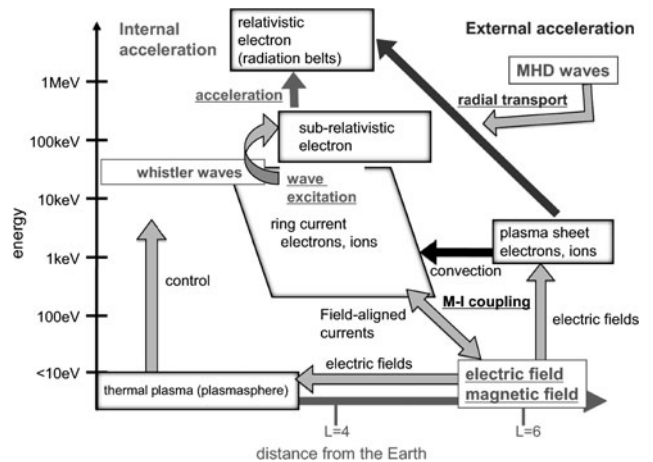 Internal
acceleration
relativistic
electron
(radiation belts)
External acceleration
MHD waves
1MeV
acceleration
radial transport
100keV
sub-relativistic
electron
whistler waves
wave
excitation
10keV
energy
ring current
electrons, ions
plasma sheet
electrons, ions
1keV
convection
control
M-I coupling
100eV
Field-aligned
currents
electric fields
<10eV
electric fields
electric field
magnetic field
thermal plasma (plasmasphere)
L=4
L=6
distance from the Earth